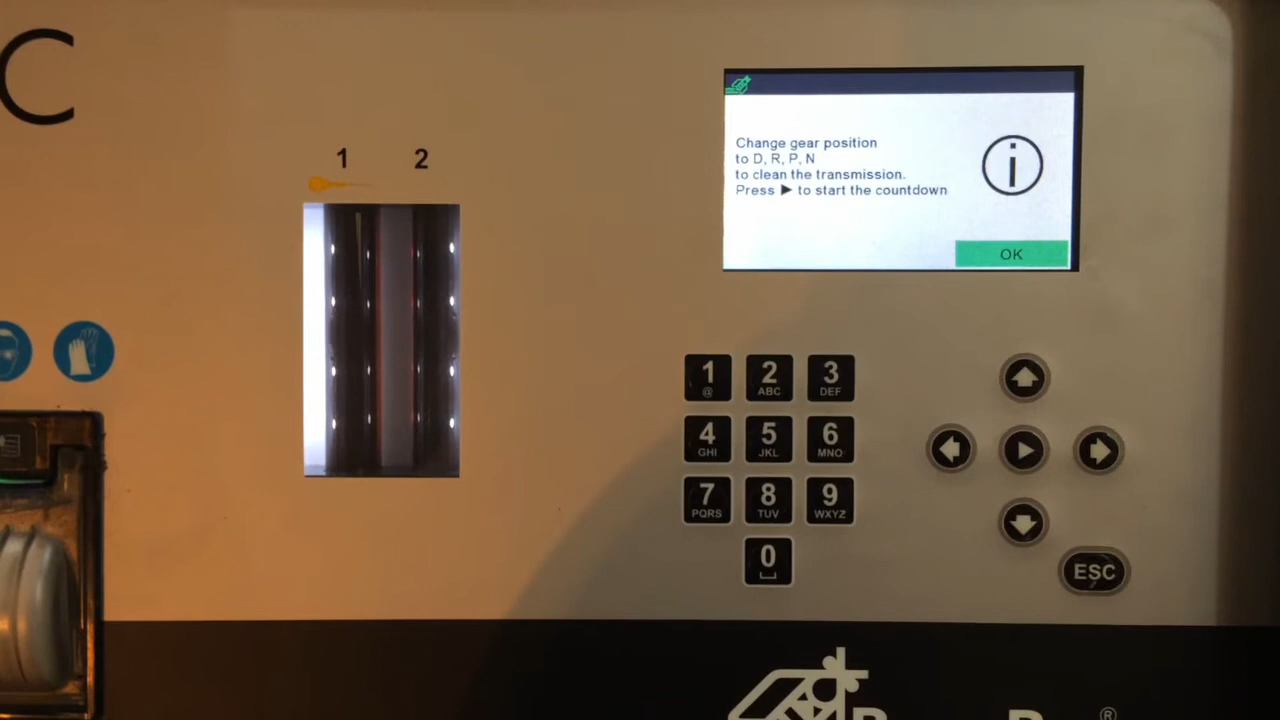 C
1 2
Change gear position
to D, R, P, N
to clean the transmission.
Press ▶ to start the countdown
OK
1 2 3
@ ABC DEF
4 5 6
GHI JKL MNO
7 8 9
PQRS TUV WXYZ
0
ESC
®